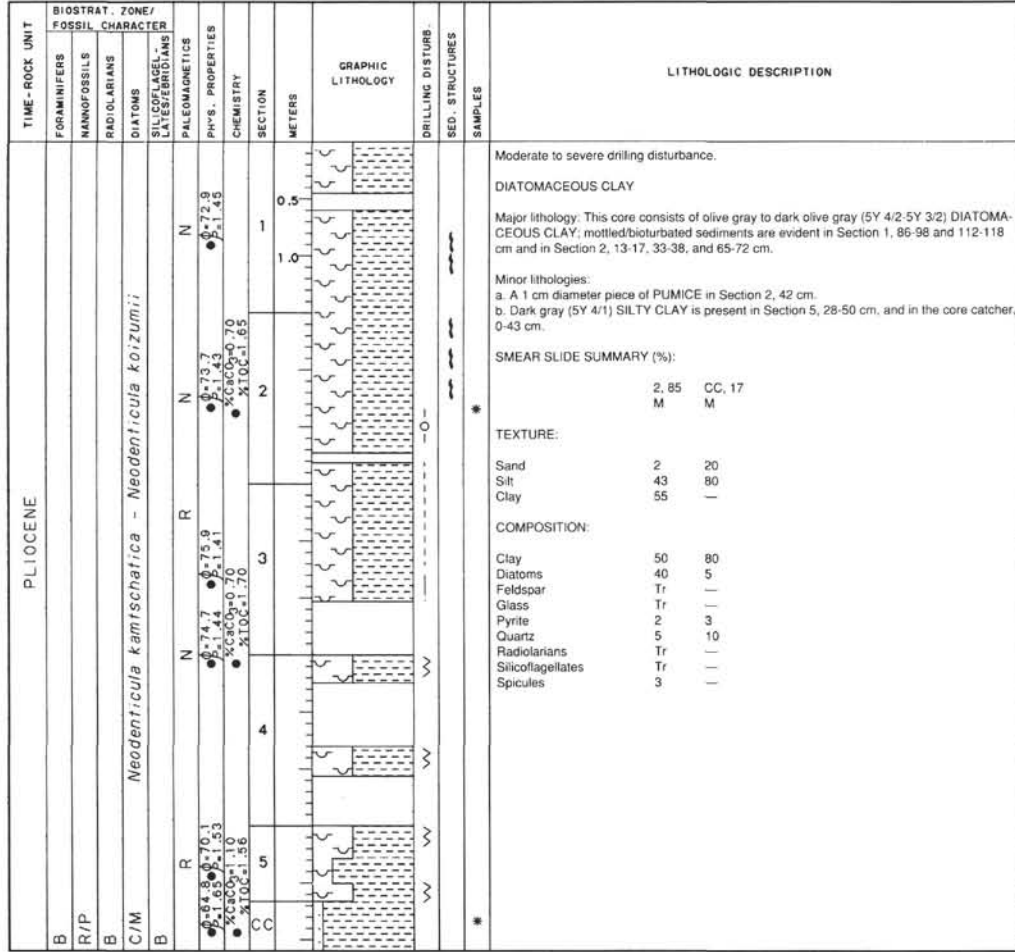 TIME-ROCK UNIT
BIOSTRAT. ZONE/
FOSSIL CHARACTER
FORAMINIFERS
NANNOFOSSILS
RADIOLARIANS
DIATOMS
SILICOFLAGEL-
LATES/EBRIDIANS
PALEOMAGNETICS
PHYS. PROPERTIES
CHEMISTRY
SECTION
METERS
GRAPHIC
LITHOLOGY
DRILLING DISTURB.
SED. STRUCTURES
SAMPLES
LITHOLOGIC DESCRIPTION
PLIOCENE
B
R/P
B
C/M
Neodenticula kamtschatica - Neodenticula koizumii
B
N
N
R
N
R
Φ=72.9
P=1.45
Φ=73.7
P=1.43
Φ=75.9
P=1.41
Φ=74.7
P=1.44
Φ=70.1
P=1.53
Φ=64.8
P=1.65
%CaCO3=0.70
%TOC=1.65
%CaCO3=0.70
%TOC=1.70
%CaCO3=1.10
%TOC=1.56
1
2
3
4
5
CC
0.5
1.0
*
*
Moderate to severe drilling disturbance.
DIATOMACEOUS CLAY
Major lithology: This core consists of olive gray to dark olive gray (5Y 4/2-5Y 3/2) DIATOMA-
CEOUS CLAY; mottled/bioturbated sediments are evident in Section 1, 86-98 and 112-118
cm and in Section 2, 13-17, 33-38, and 65-72 cm.
Minor lithologies:
a. A 1 cm diameter piece of PUMICE in Section 2, 42 cm.
b. Dark gray (5Y 4/1) SILTY CLAY is present in Section 5, 28-50 cm, and in the core catcher,
0-43 cm.
SMEAR SLIDE SUMMARY (%):
2, 85 CC, 17
M M
TEXTURE:
Sand 2 20
Silt 43 80
Clay 55 —
COMPOSITION:
Clay 50 80
Diatoms 40 5
Feldspar Tr —
Glass Tr —
Pyrite 2 3
Quartz 5 10
Radiolarians Tr —
Silicoflagellates Tr —
Spicules 3 —